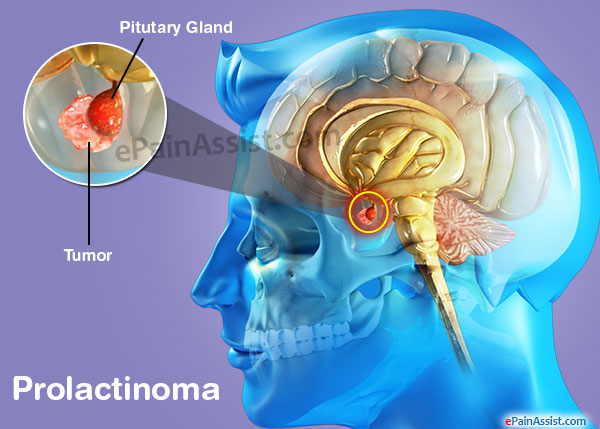 Pitutary Gland
ePainAssist.com
Tumor
Prolactinoma
ePainAssist.com